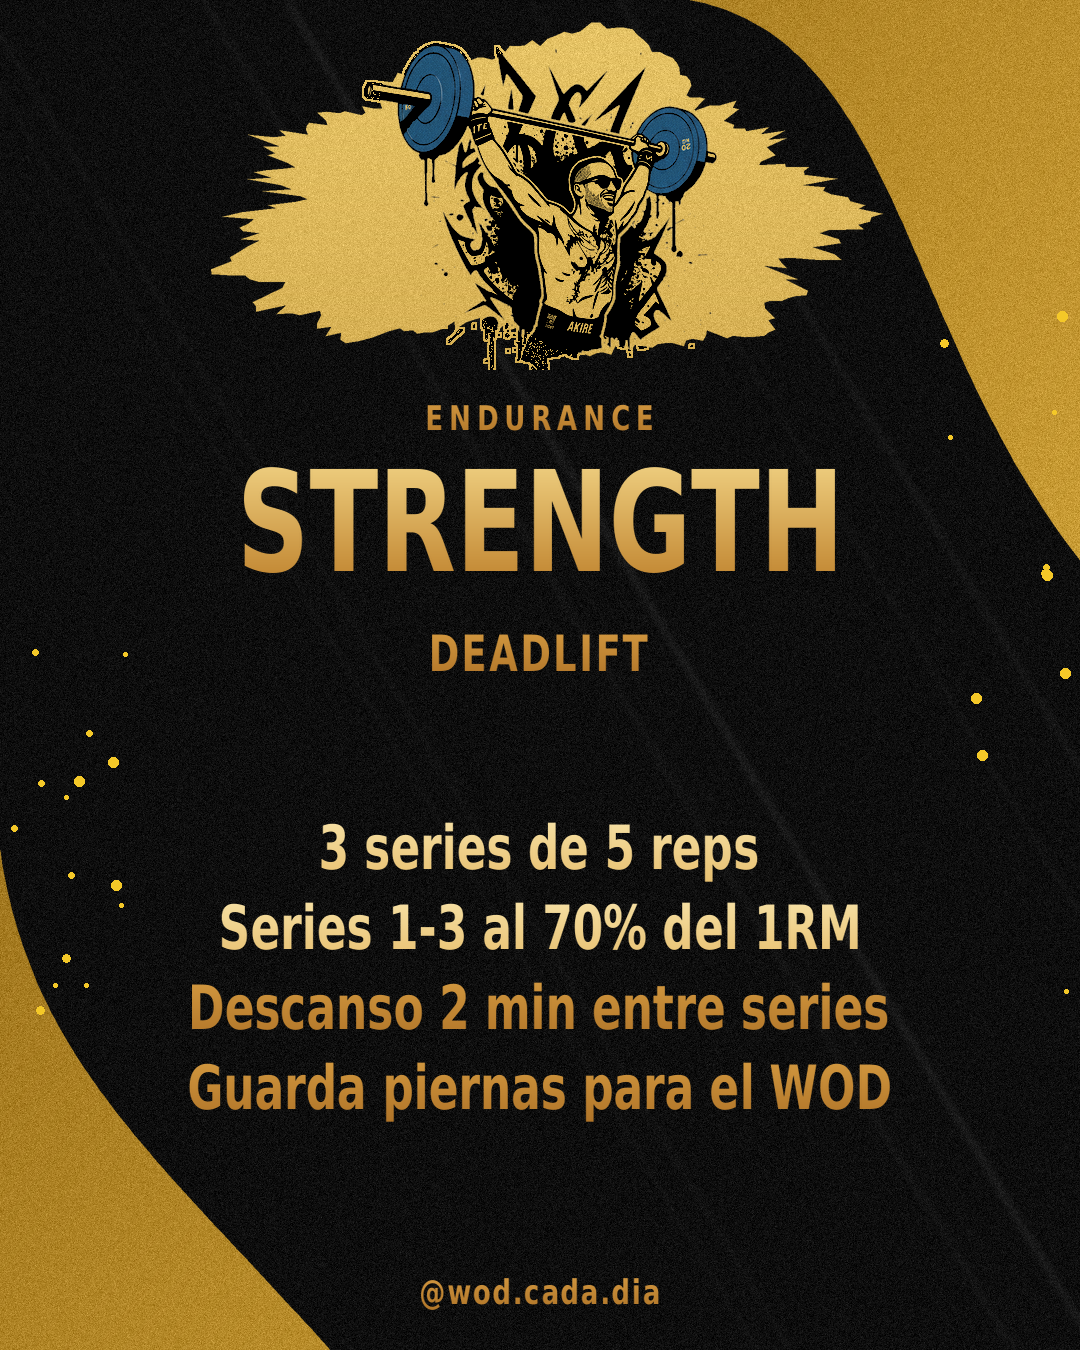 AKIRE
ENDURANCE
STRENGTH
DEADLIFT
3 series de 5 reps
Series 1-3 al 70% del 1RM
Descanso 2 min entre series
Guarda piernas para el WOD
@wod.cada.dia